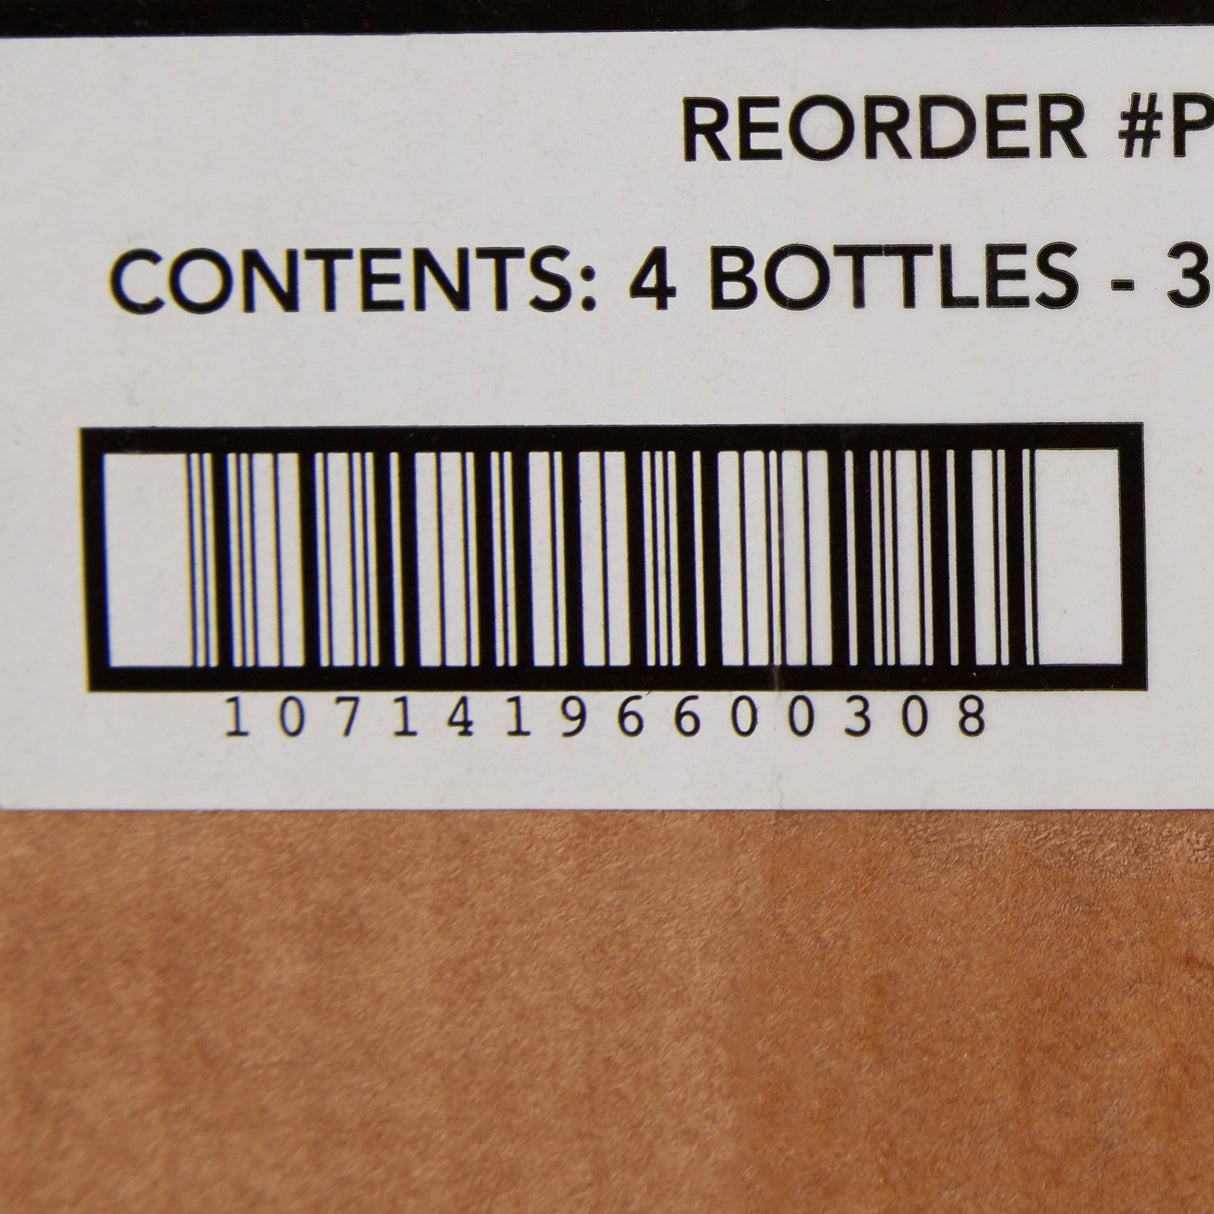 REORDER #P
CONTENTS: 4 BOTTLES - 3
10714196600308